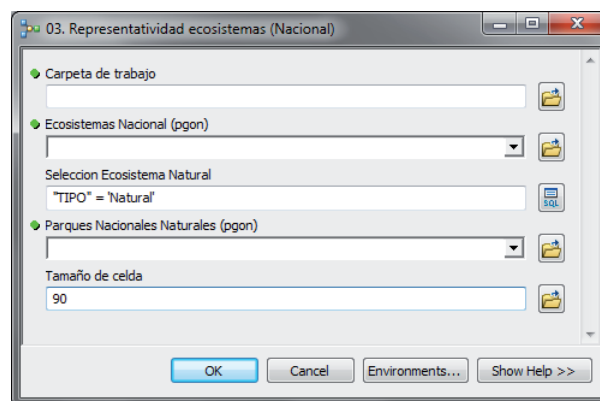 03. Representatividad ecosistemas (Nacional)
Carpeta de trabajo
Ecosistemas Nacional (pgon)
Seleccion Ecosistema Natural
"TIPO" = 'Natural'
SQL
Parques Nacionales Naturales (pgon)
Tamaño de celda
90
OK
Cancel
Environments...
Show Help >>